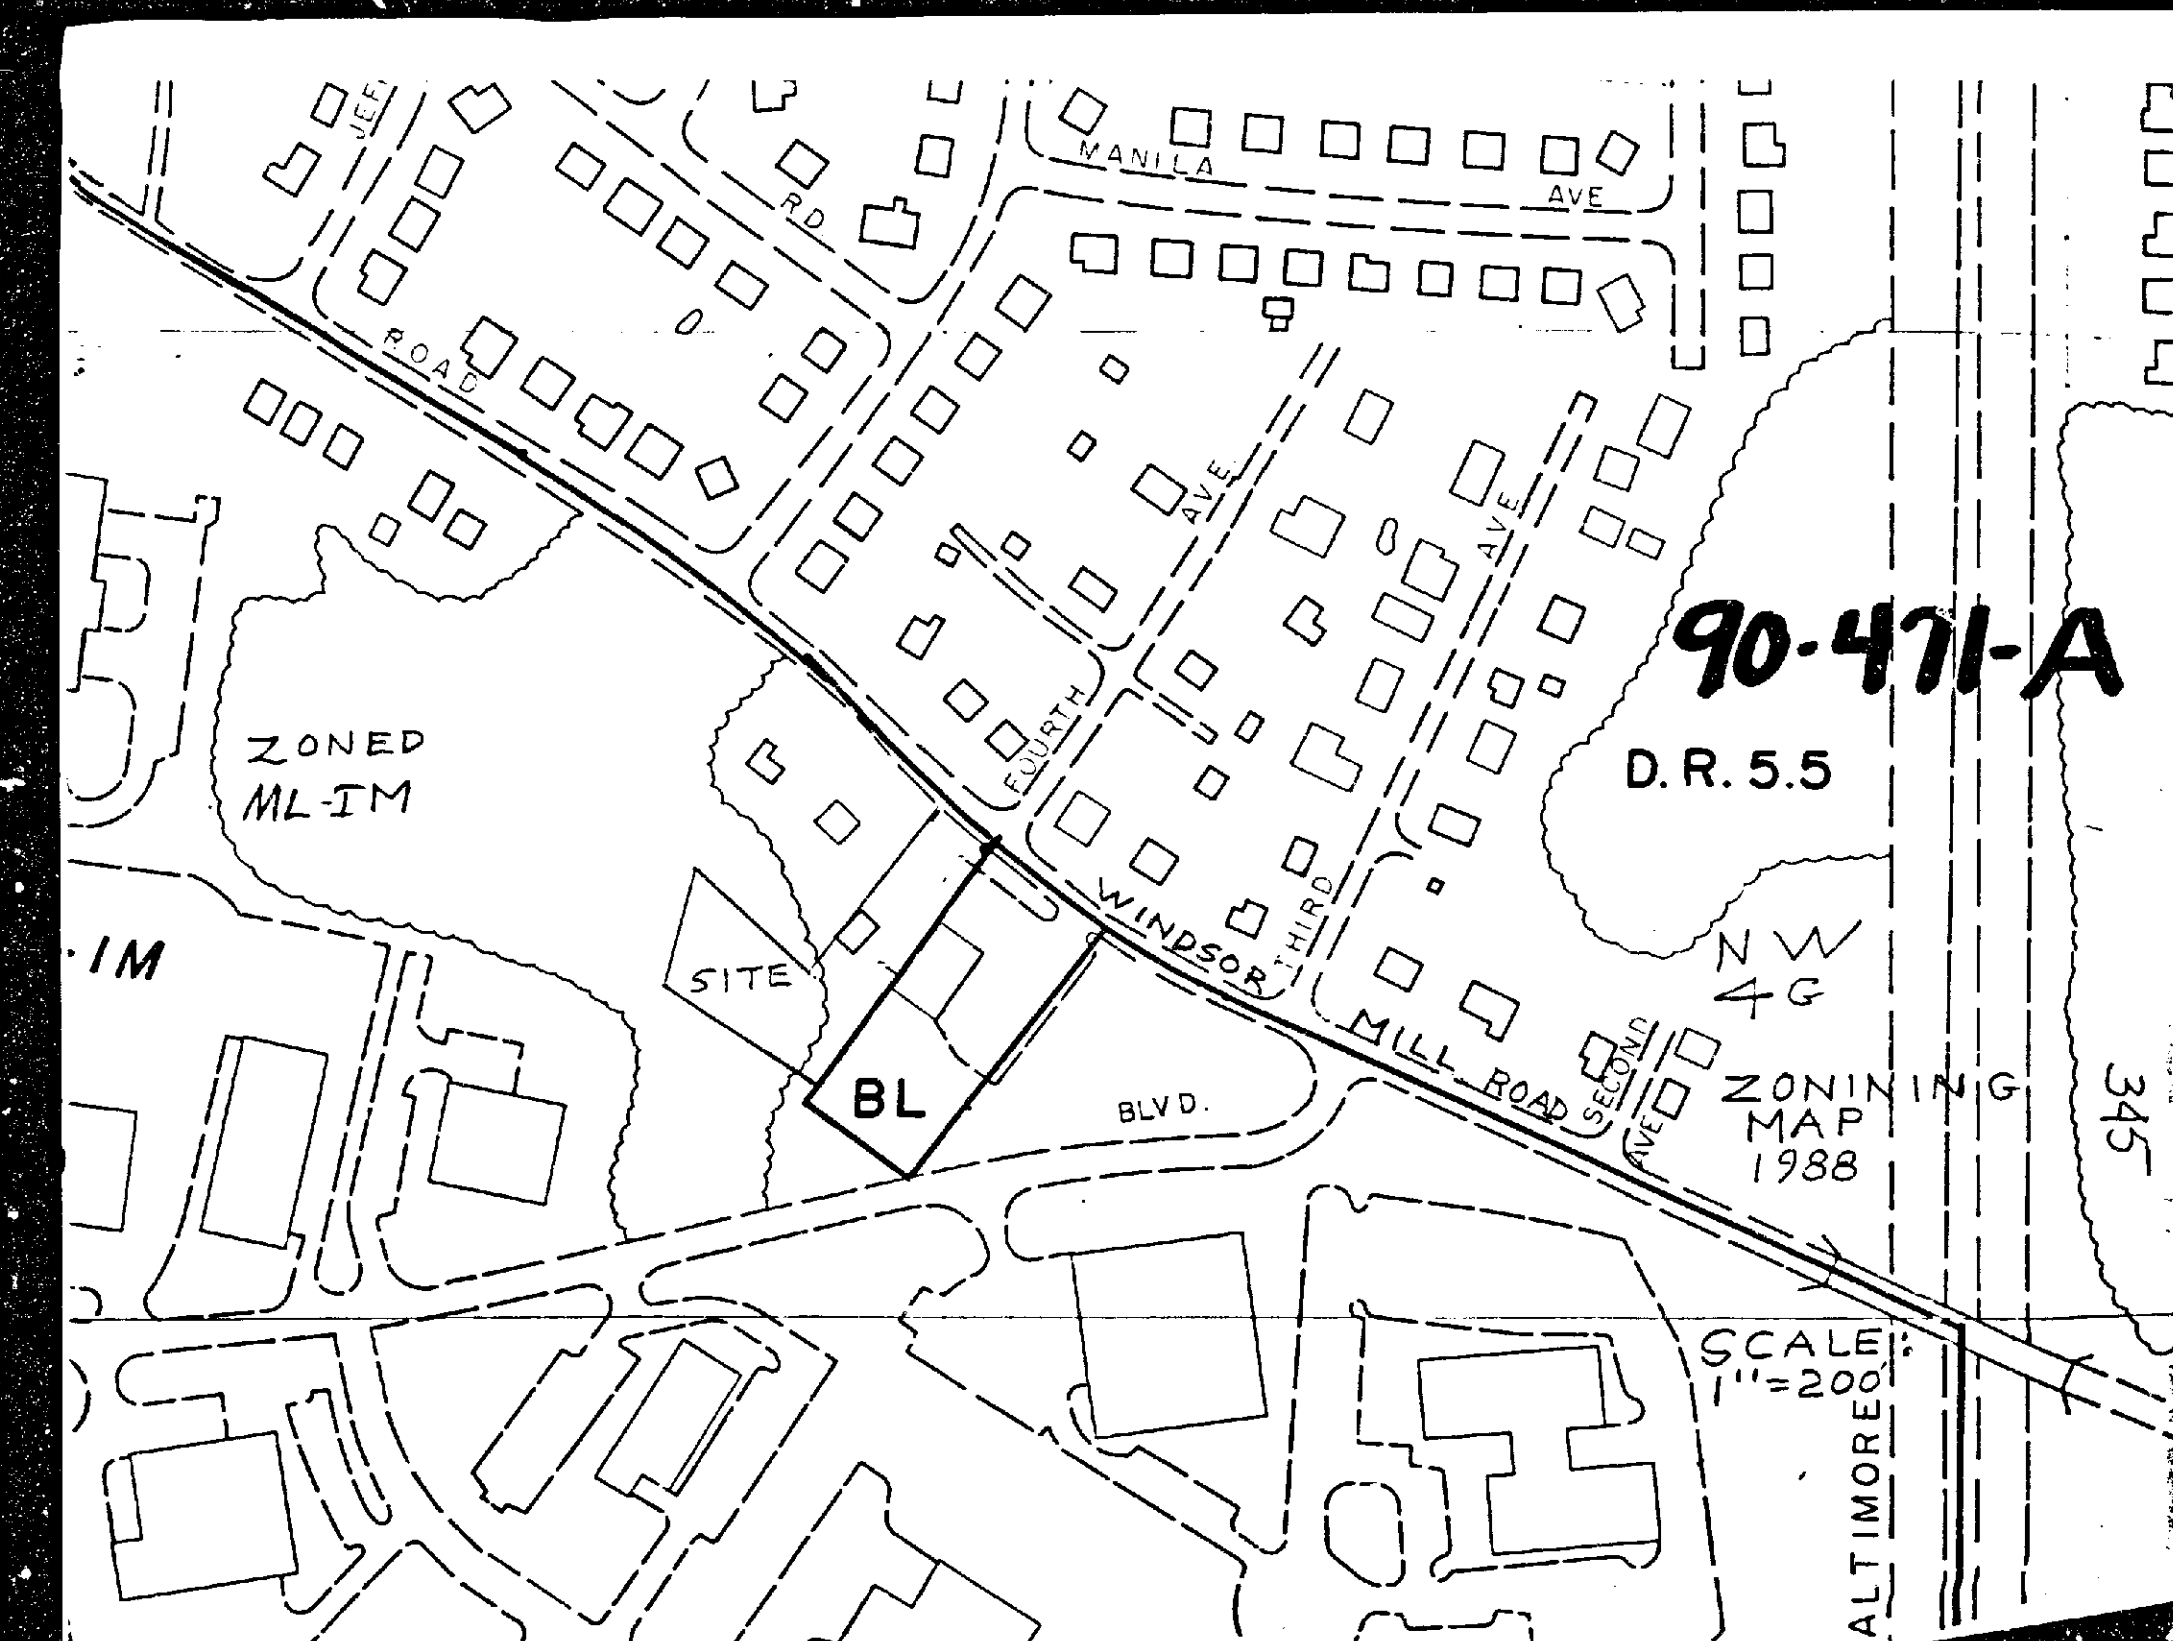 JEF
MANILA
AVE
RD.
ROAD
AVE.
AVE
90-471-A
FOURTH
D.R. 5.5
ZONED
ML-IM
WINDSOR
THIRD
NW
4G
-IM
SITE
MILL
ROAD
SECOND
AVE
ZONINING
MAP
1988
345
BL
BLVD.
SCALE:
1"=200'
ALTIMORE